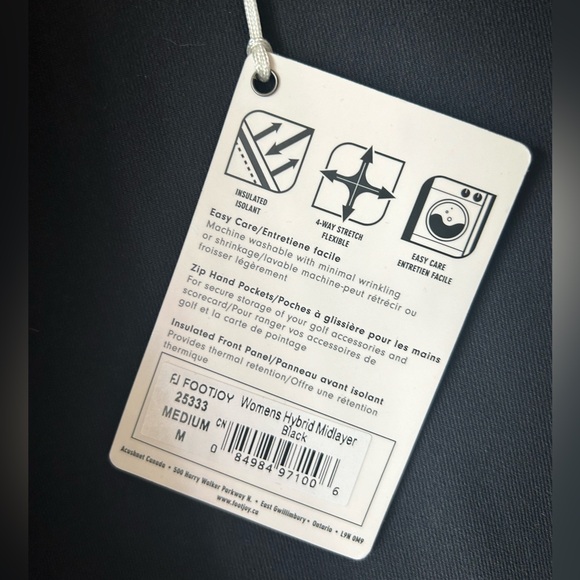 INSULATED
ISOLANT
4-WAY STRETCH
FLEXIBLE
EASY CARE
ENTRETIEN FACILE
Easy Care/Entretiene facile
Machine washable with minimal wrinkling
or shrinkage/lavable machine-peut rétrécir ou
froisser légèrement
Zip Hand Pockets/Poches à glissière pour les mains
For secure storage of your golf accessories and
scorecard/Pour ranger vos accessoires de
golf et la carte de pointage
Insulated Front Panel/Panneau avant isolant
Provides thermal retention/Offre une rétention
thermique
FJ FOOTJOY Womens Hybrid Midlayer
25333 Black
MEDIUM CN
M 0 84984 97100 6
Acushnet Canada • 500 Harry Walker Parkway N. • East Gwillimbury • Ontario • L9N 0M9
www.footjoy.ca